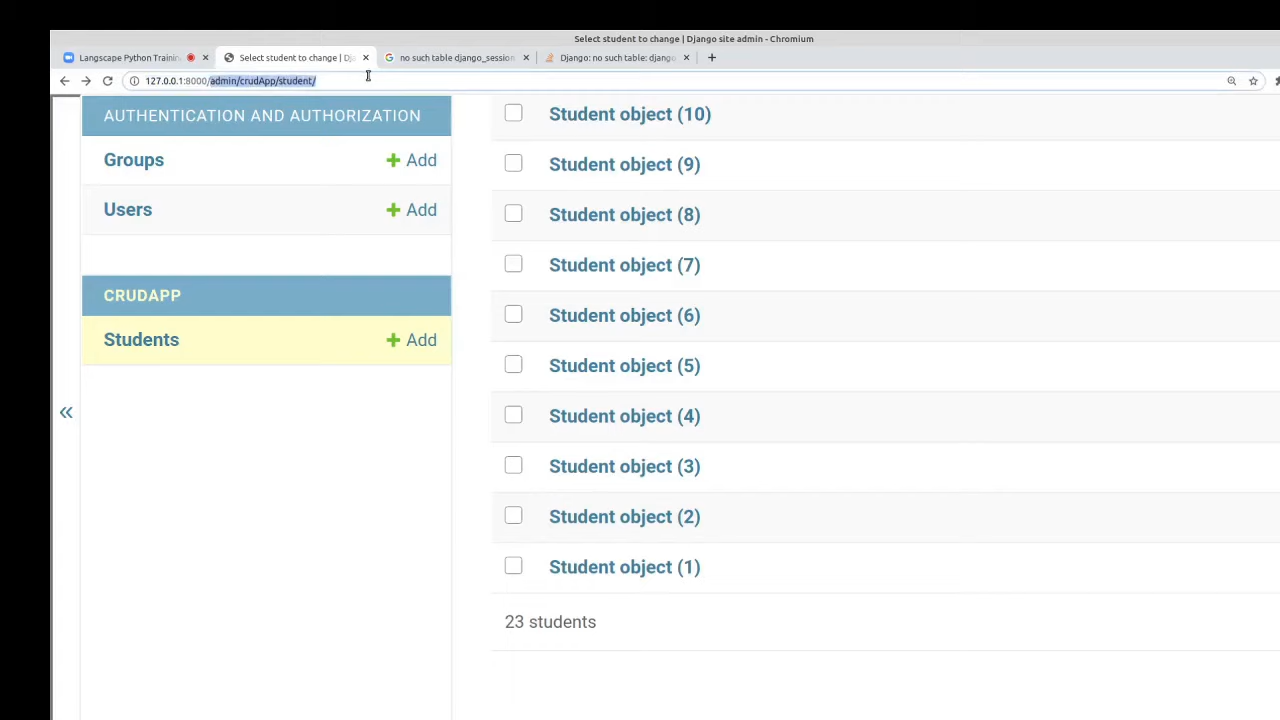 Select student to change | Django site admin - Chromium
Langscape Python Trainin
Select student to change | Dj
no such table django_session
Django: no such table: django
127.0.0.1:8000/admin/crudApp/student/
AUTHENTICATION AND AUTHORIZATION
Groups + Add
Users + Add
CRUDAPP
Students + Add
«
Student object (10)
Student object (9)
Student object (8)
Student object (7)
Student object (6)
Student object (5)
Student object (4)
Student object (3)
Student object (2)
Student object (1)
23 students